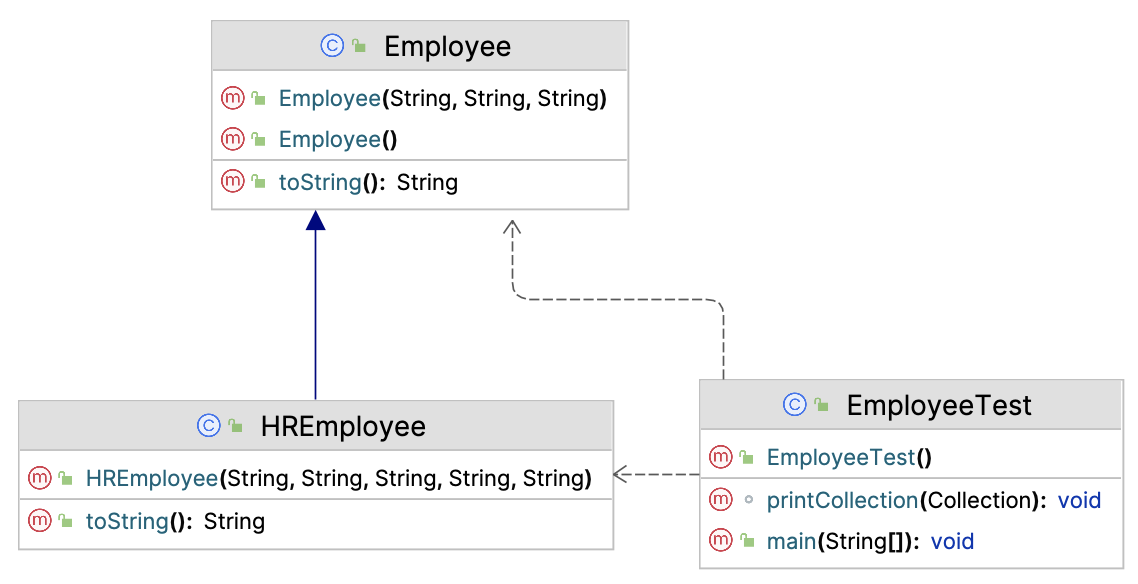 Employee
Employee(String, String, String)
Employee()
toString(): String
HREmployee
HREmployee(String, String, String, String, String)
toString(): String
EmployeeTest
EmployeeTest()
printCollection(Collection): void
main(String[]): void